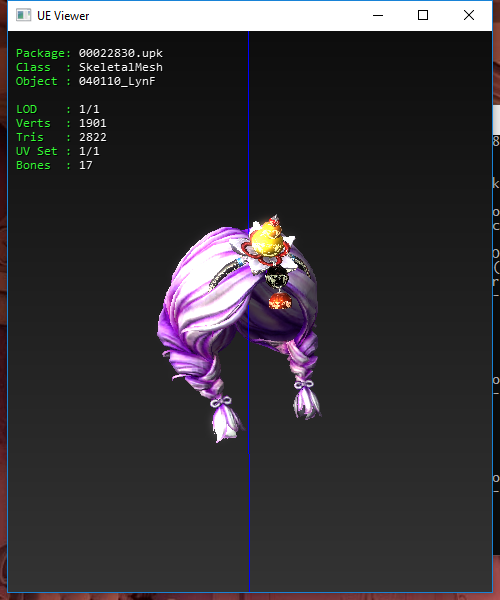 UE Viewer
Package: 00022830.upk
Class : SkeletalMesh
Object : 040110_LynF
LOD : 1/1
Verts : 1901
Tris : 2822
UV Set : 1/1
Bones : 17